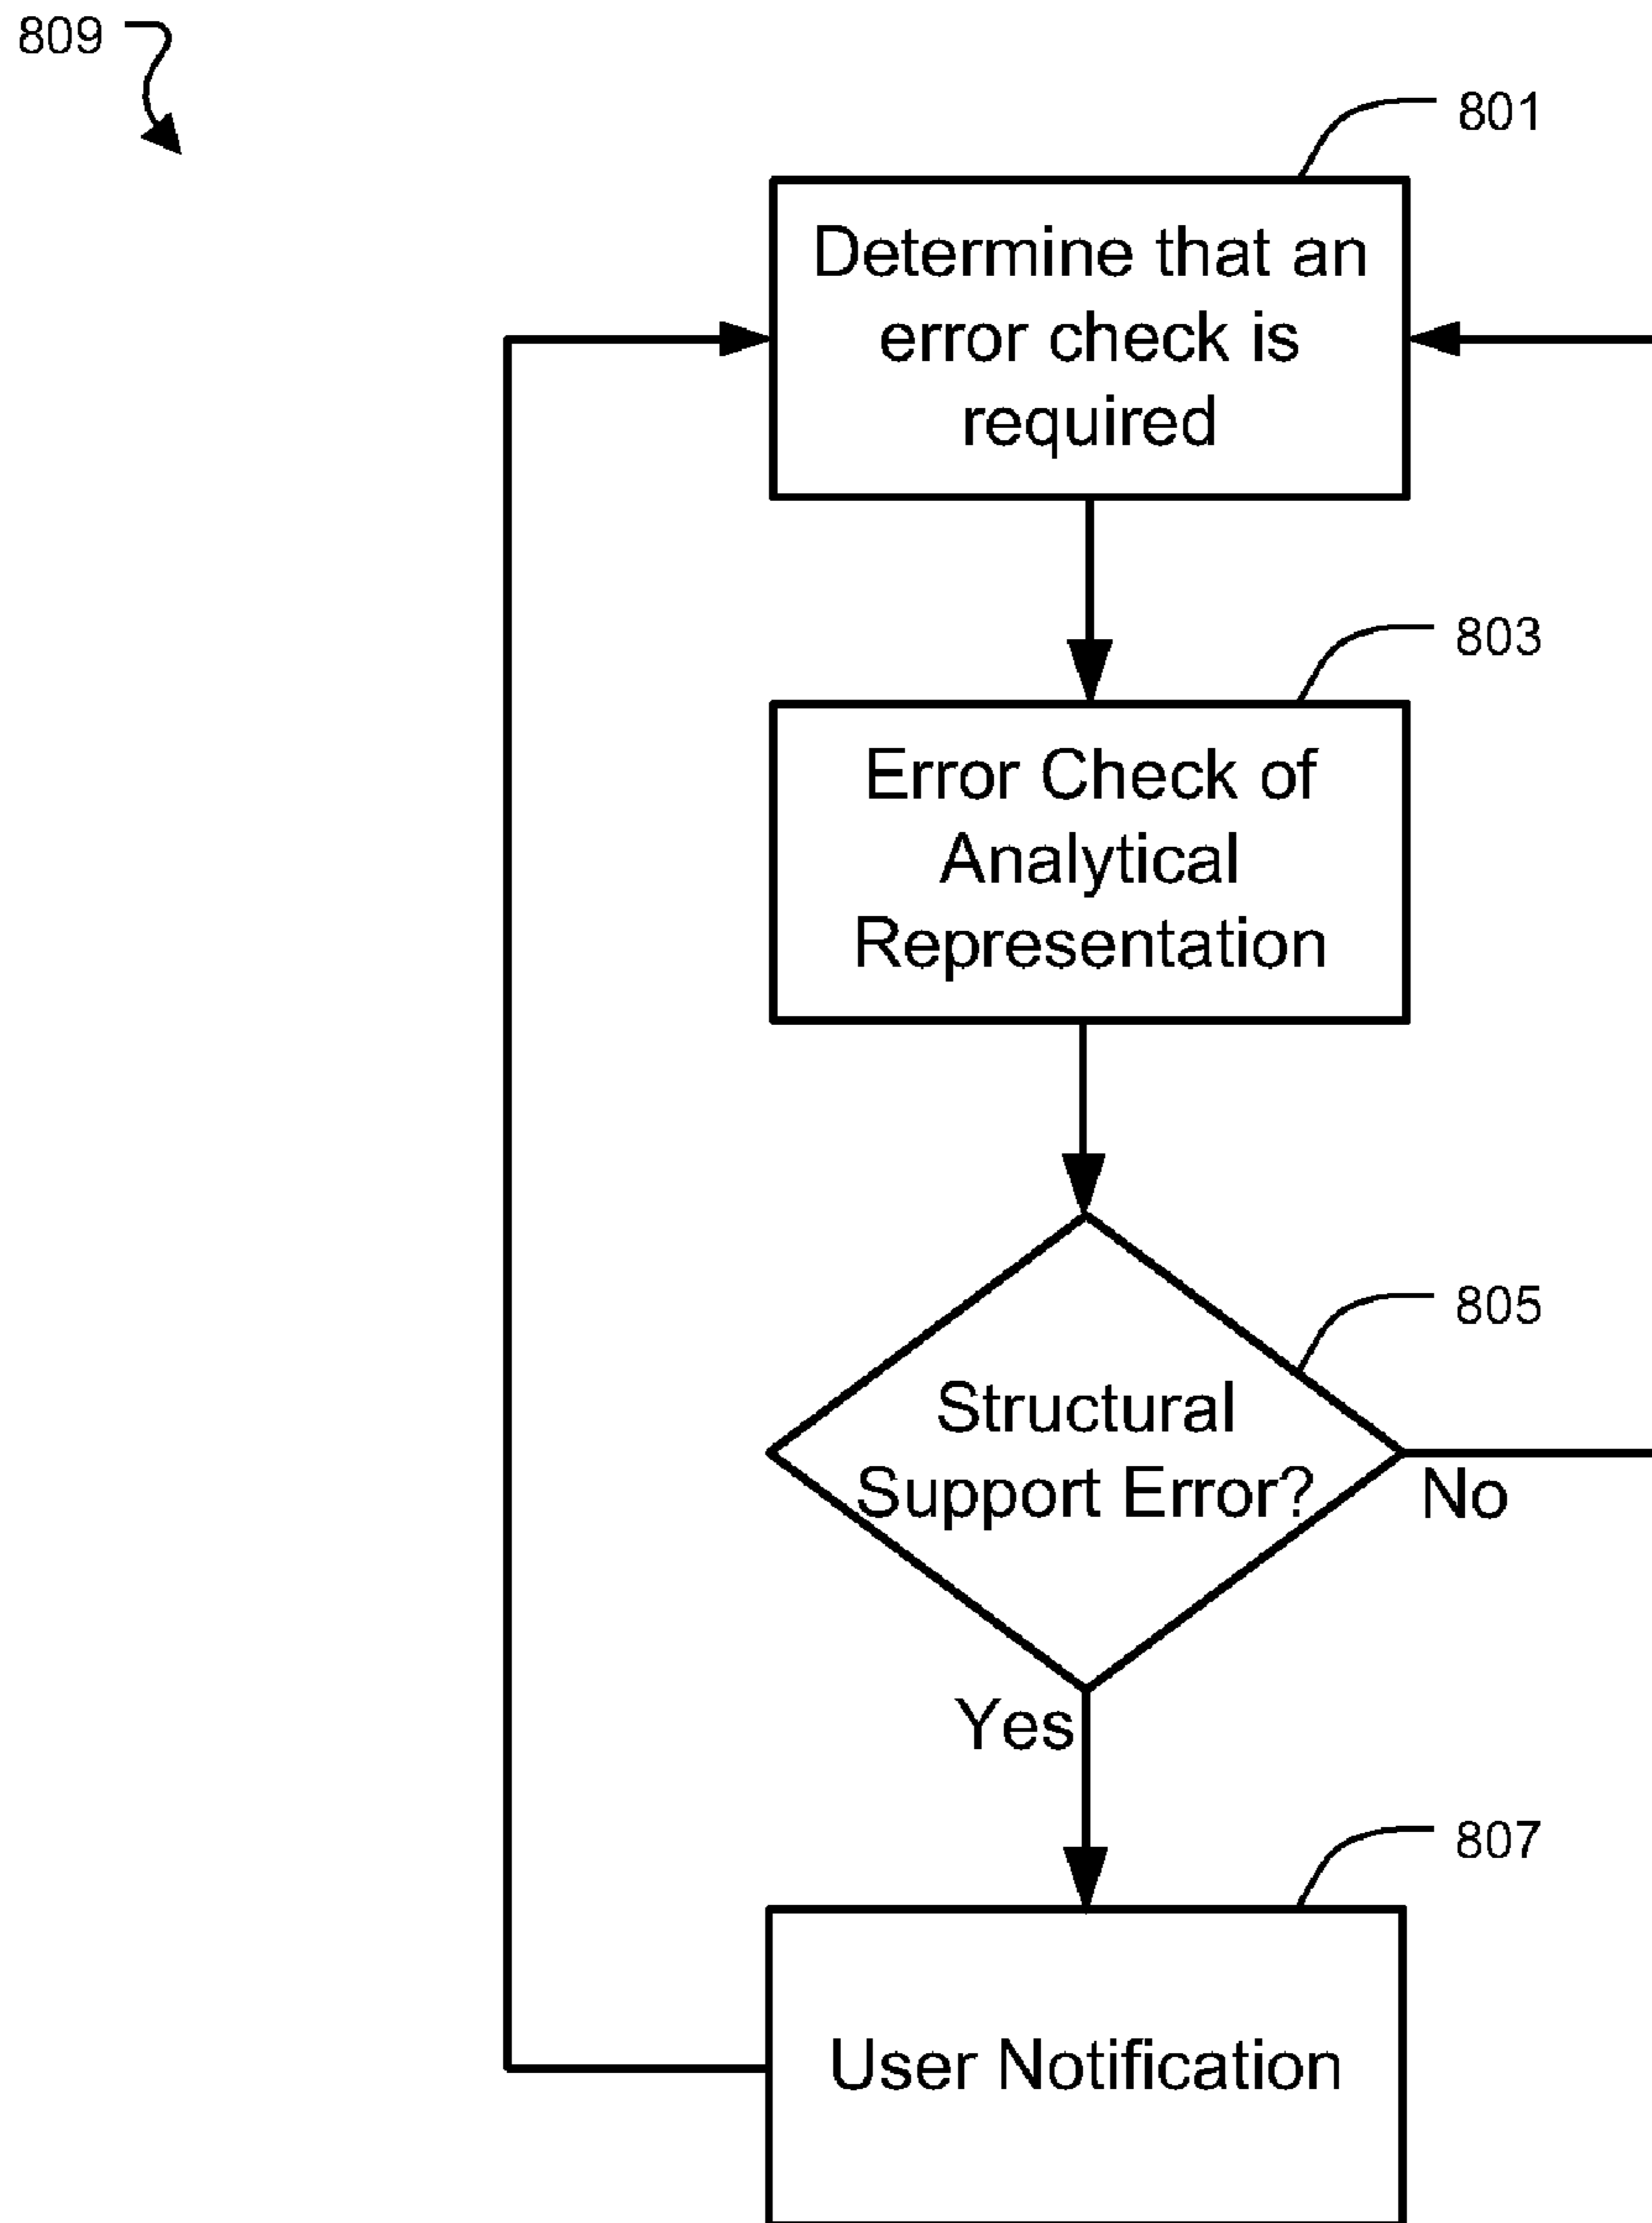 809
801
Determine that an
error check is
required
803
Error Check of
Analytical
Representation
805
Structural
Support Error?
No
Yes
807
User Notification